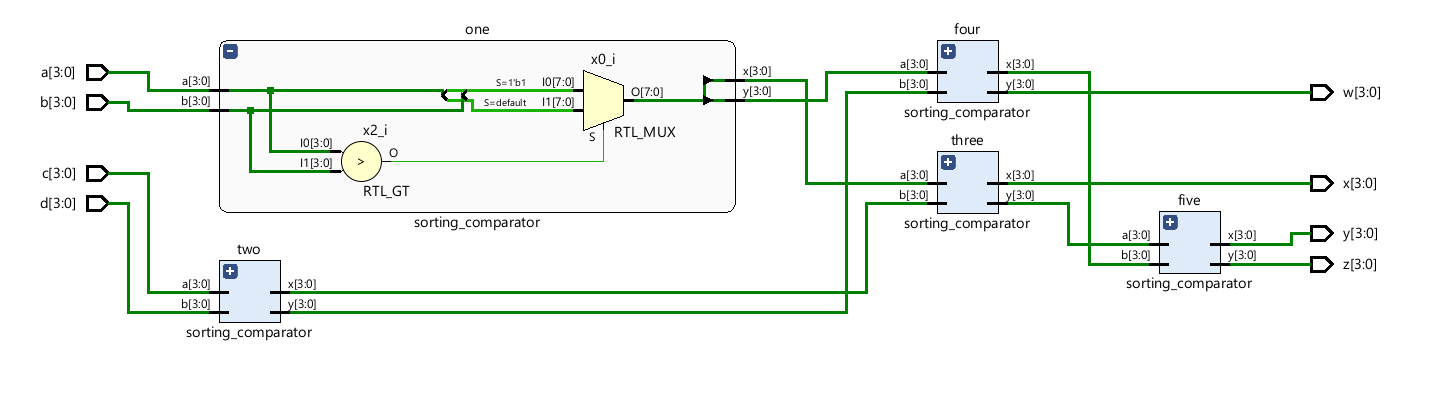 one
four
x0_i
a[3:0]
a[3:0]
b[3:0]
b[3:0]
S=1'b1
I0[7:0]
S=default
I1[7:0]
O[7:0]
x[3:0]
y[3:0]
a[3:0]
x[3:0]
b[3:0]
y[3:0]
w[3:0]
S
RTL_MUX
sorting_comparator
x2_i
I0[3:0]
I1[3:0]
>
O
RTL_GT
sorting_comparator
three
a[3:0]
x[3:0]
b[3:0]
y[3:0]
x[3:0]
sorting_comparator
c[3:0]
d[3:0]
two
a[3:0]
x[3:0]
b[3:0]
y[3:0]
sorting_comparator
five
a[3:0]
x[3:0]
b[3:0]
y[3:0]
y[3:0]
z[3:0]
sorting_comparator